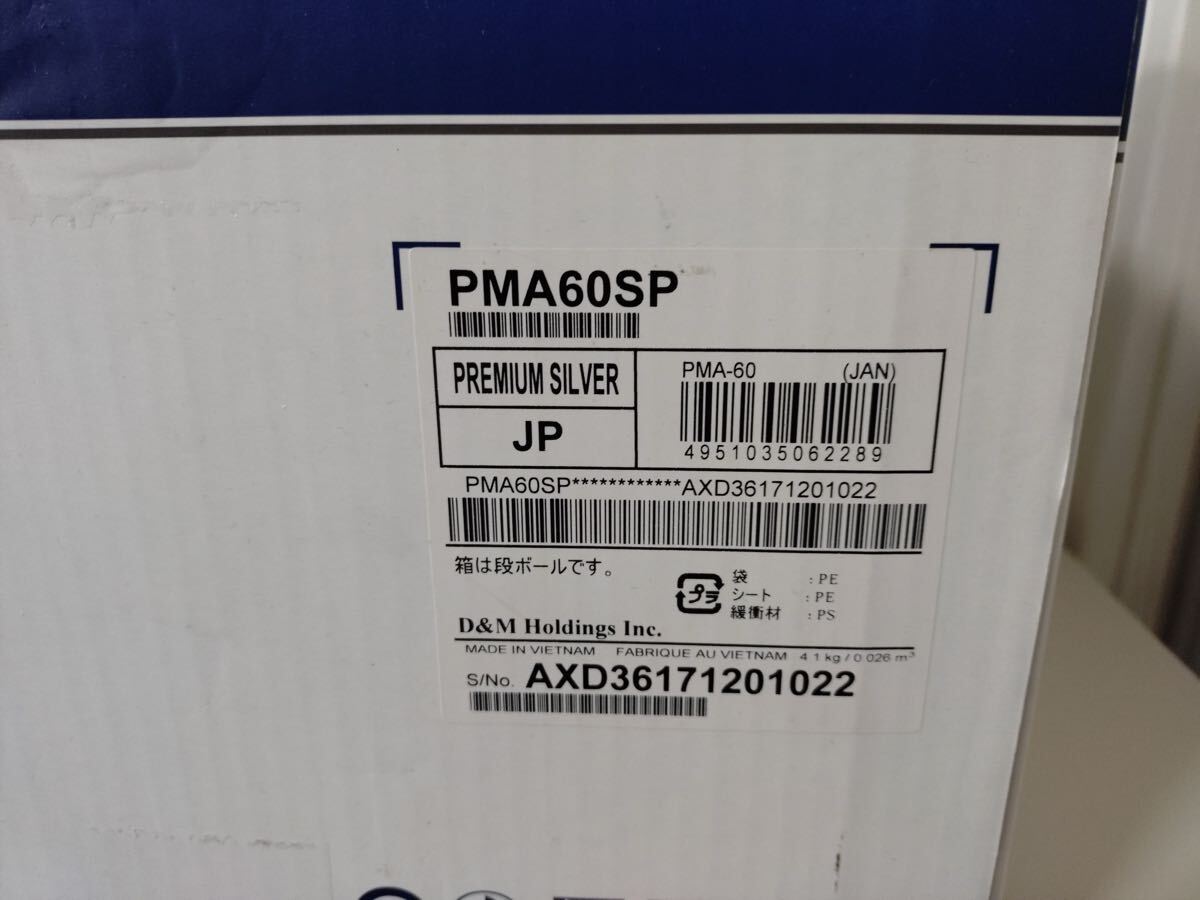 PMA60SP
PREMIUM SILVER
JP
PMA-60 (JAN)
4951035062289
PMA60SP************AXD36171201022
箱は段ボールです。
プラ
袋 : PE
シート : PE
緩衝材 : PS
D&M Holdings Inc.
MADE IN VIETNAM FABRIQUE AU VIETNAM 4.1 kg / 0.026 m³
S/No. AXD36171201022